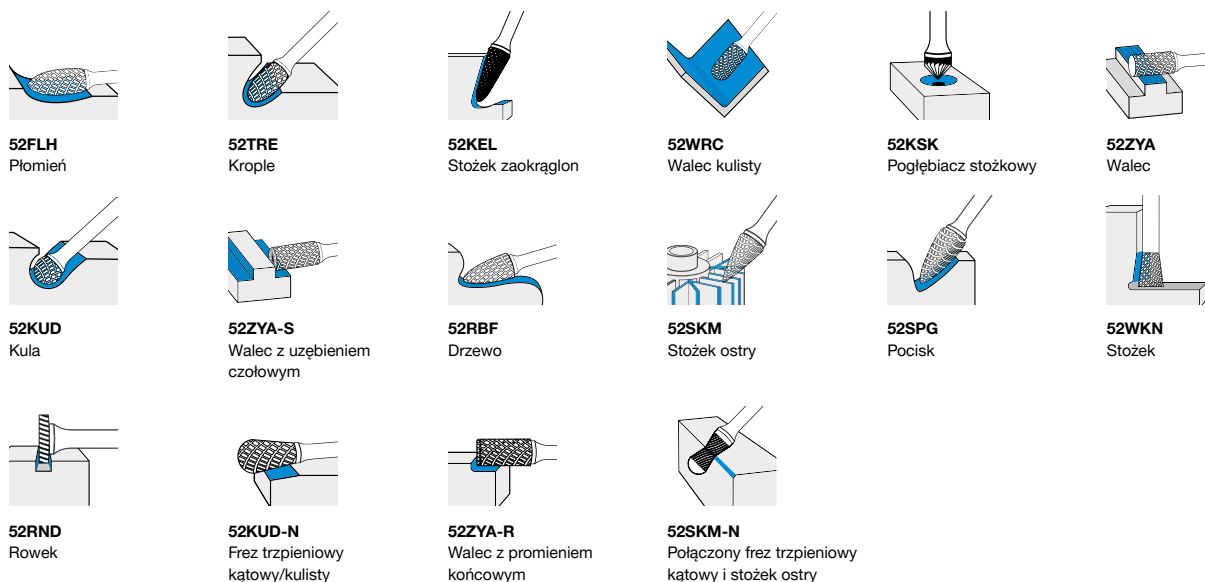 52FLH
Płomień
52TRE
Krople
52KEL
Stożek zaokrąglon
52WRC
Walec kulisty
52KSK
Pogłębiacz stożkowy
52ZYA
Walec
52KUD
Kula
52ZYA-S
Walec z uzębieniem
czołowym
52RBF
Drzewo
52SKM
Stożek ostry
52SPG
Pocisk
52WKN
Stożek
52RND
Rowek
52KUD-N
Frez trzpieniowy
kątowy/kulisty
52ZYA-R
Walec z promieniem
końcowym
52SKM-N
Połączony frez trzpieniowy
kątowy i stożek ostry